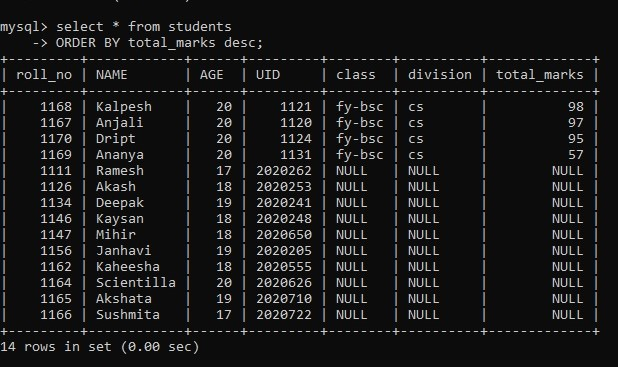 mysql> select * from students
    -> ORDER BY total_marks desc;
+---------+------------+------+---------+--------+----------+-------------+
| roll_no | NAME       | AGE  | UID     | class  | division | total_marks |
+---------+------------+------+---------+--------+----------+-------------+
|    1168 | Kalpesh    |   20 |    1121 | fy-bsc | cs       |          98 |
|    1167 | Anjali     |   20 |    1120 | fy-bsc | cs       |          97 |
|    1170 | Dript      |   20 |    1124 | fy-bsc | cs       |          95 |
|    1169 | Ananya     |   20 |    1131 | fy-bsc | cs       |          57 |
|    1111 | Ramesh     |   17 | 2020262 | NULL   | NULL     |        NULL |
|    1126 | Akash      |   18 | 2020253 | NULL   | NULL     |        NULL |
|    1134 | Deepak     |   19 | 2020241 | NULL   | NULL     |        NULL |
|    1146 | Kaysan     |   18 | 2020248 | NULL   | NULL     |        NULL |
|    1147 | Mihir      |   18 | 2020650 | NULL   | NULL     |        NULL |
|    1156 | Janhavi    |   19 | 2020205 | NULL   | NULL     |        NULL |
|    1162 | Kaheesha   |   18 | 2020555 | NULL   | NULL     |        NULL |
|    1164 | Scientilla |   20 | 2020626 | NULL   | NULL     |        NULL |
|    1165 | Akshata    |   19 | 2020710 | NULL   | NULL     |        NULL |
|    1166 | Sushmita   |   17 | 2020722 | NULL   | NULL     |        NULL |
+---------+------------+------+---------+--------+----------+-------------+
14 rows in set (0.00 sec)